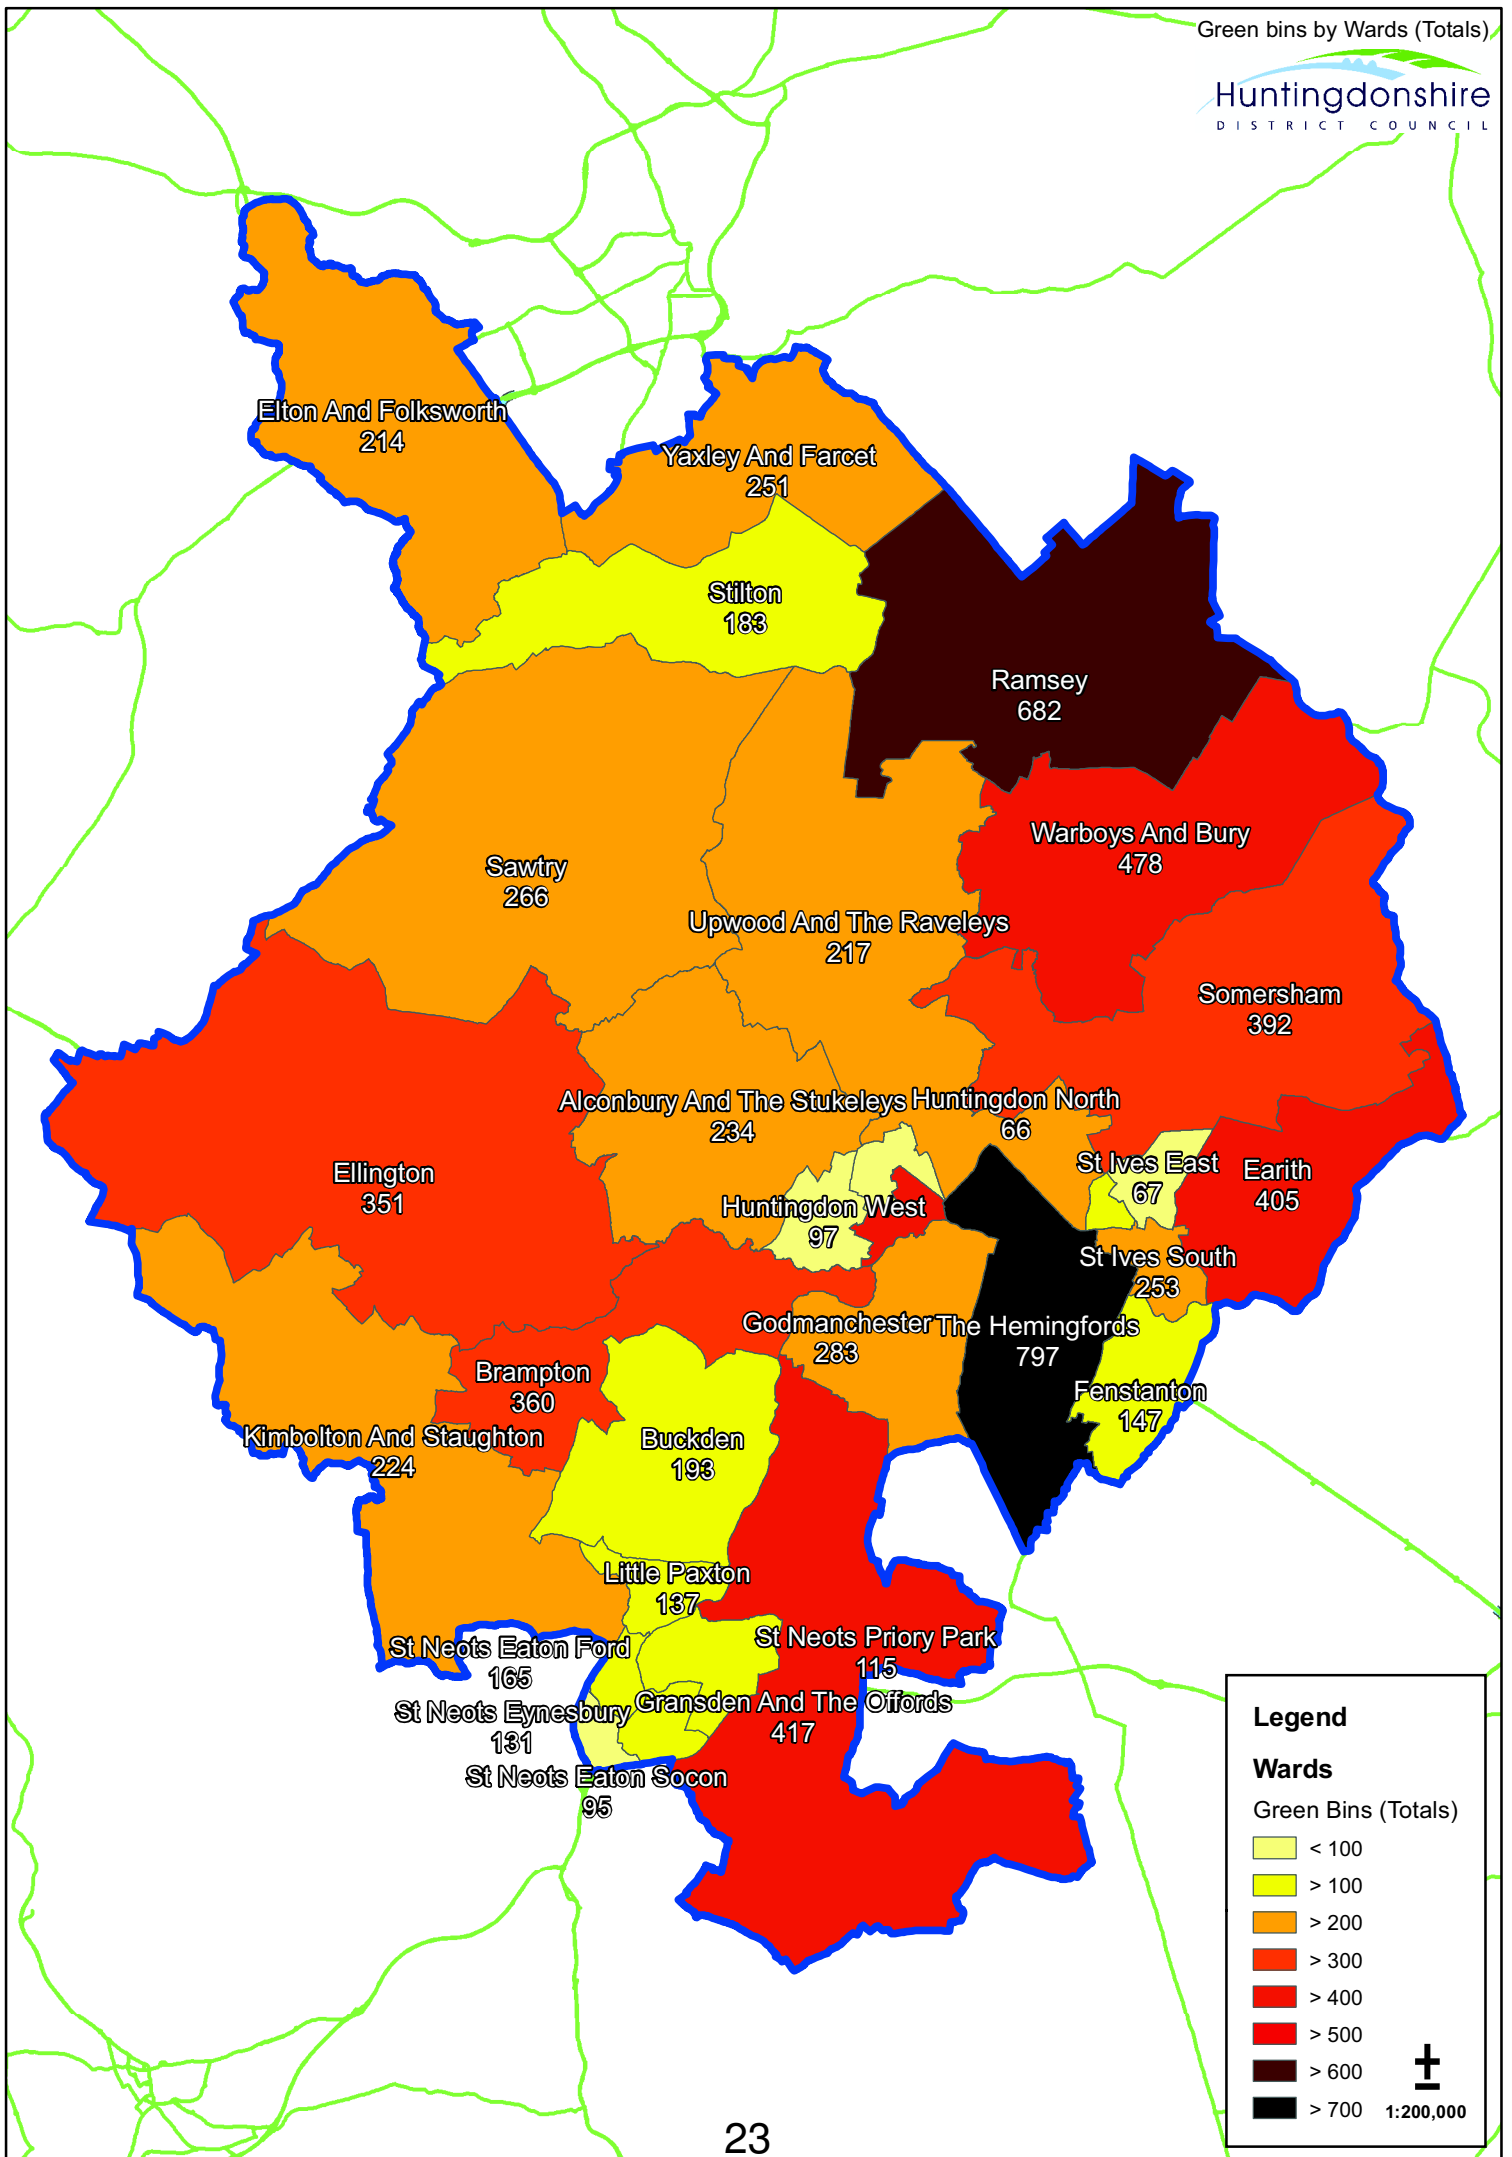 Green bins by Wards (Totals)
Huntingdonshire
DISTRICT COUNCIL
Elton And Folksworth
214
Yaxley And Farcet
251
Stilton
183
Ramsey
682
Warboys And Bury
478
Sawtry
266
Upwood And The Raveleys
217
Somersham
392
Alconbury And The Stukeleys
234
Huntingdon North
66
Ellington
351
St Ives East
67
Earith
405
Huntingdon West
97
St Ives South
253
Godmanchester
283
The Hemingfords
797
Brampton
360
Fenstanton
147
Kimbolton And Staughton
224
Buckden
193
Little Paxton
137
St Neots Eaton Ford
165
St Neots Priory Park
115
St Neots Eynesbury
131
Gransden And The Offords
417
St Neots Eaton Socon
95
Legend
Wards
Green Bins (Totals)
< 100
> 100
> 200
> 300
> 400
> 500
> 600
> 700
1:200,000
23